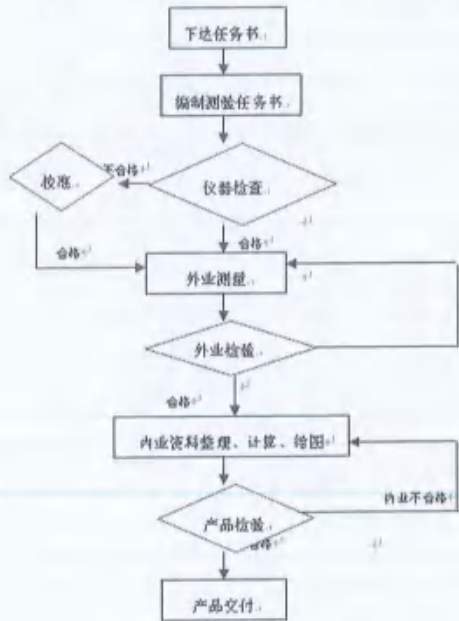 下达任务书
编制测验任务书
不合格
校准
仪器检查
合格
合格
外业测量
外业检验
合格
内业资料整理、计算、绘图
内业不合格
产品检验
合格
产品交付